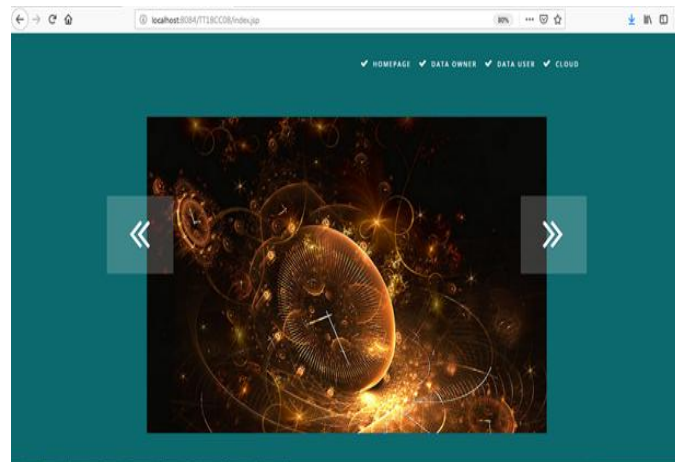 localhost:8084/TT18CC08/index.jsp
80%
HOMEPAGE DATA OWNER DATA USER CLOUD